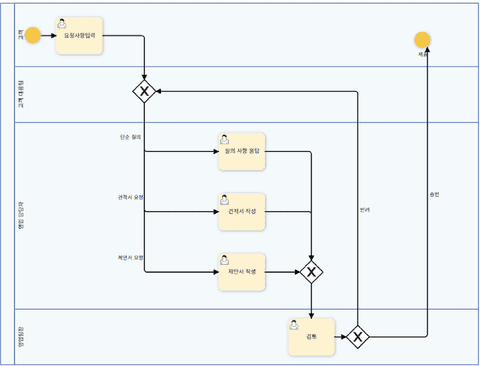 고객
요청사항입력
제출
고객 대응팀
단순 질의
질의 사항 응답
견적서 요청
견적서 작성
영업 담당자
반려
승인
제안서 요청
제안서 작성
영업팀장
검토